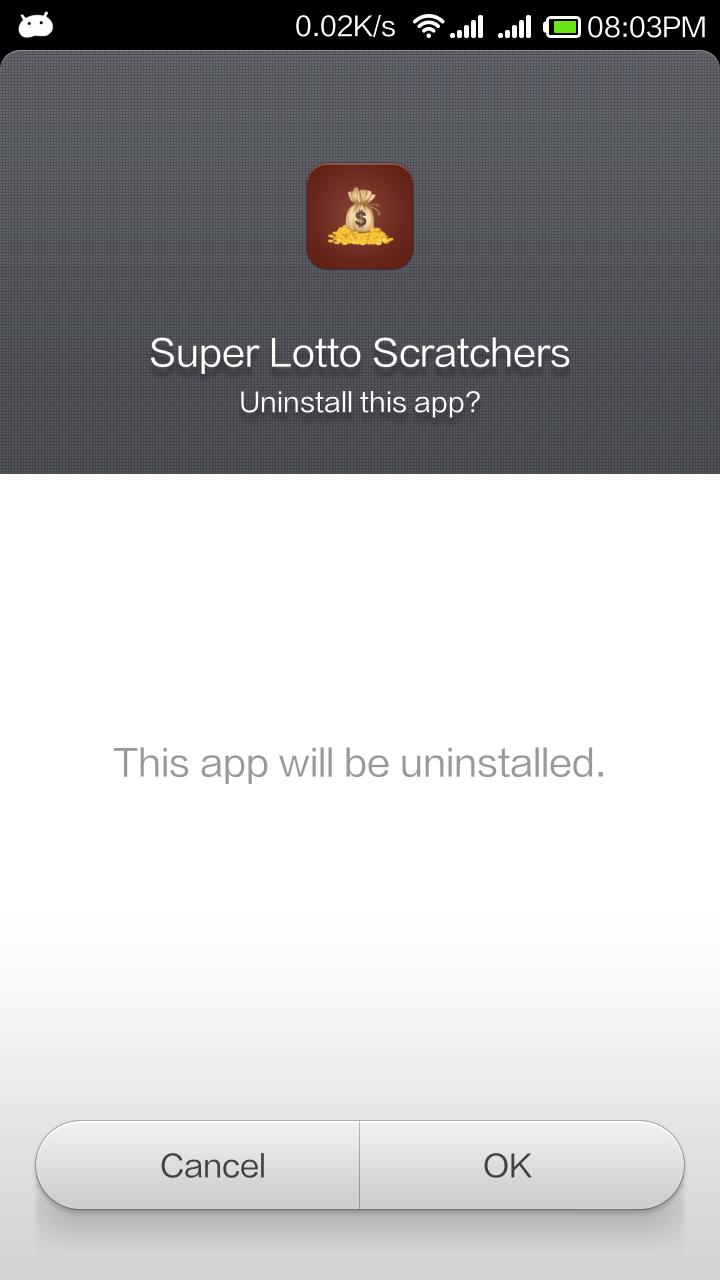 0.02K/s 08:03PM
$
Super Lotto Scratchers
Uninstall this app?
This app will be uninstalled.
Cancel OK